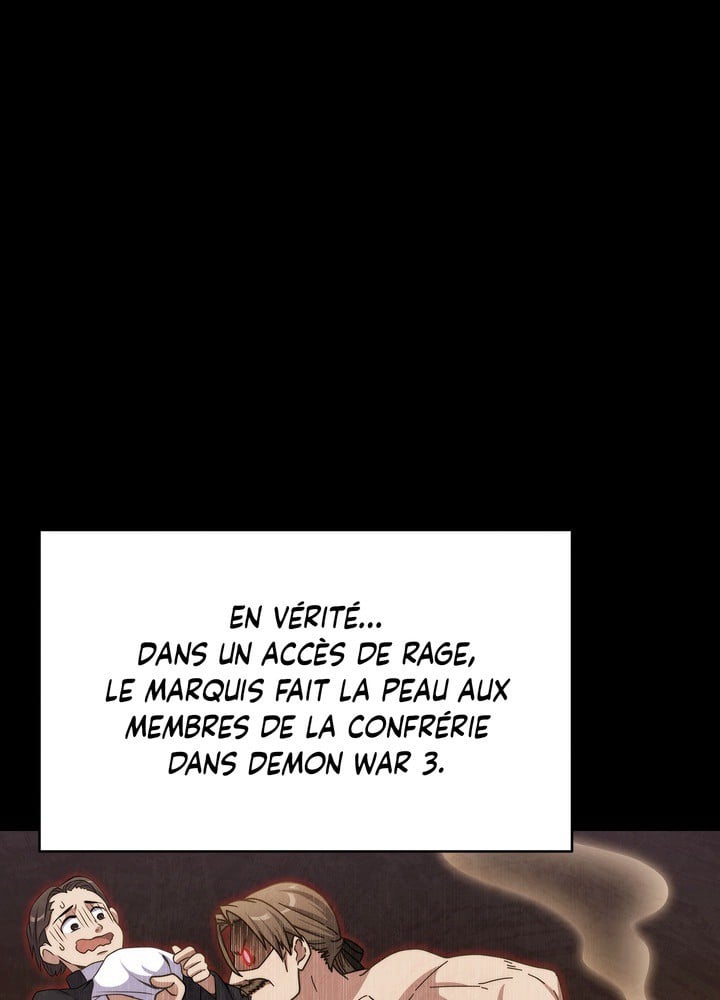 EN VÉRITÉ...
DANS UN ACCÈS DE RAGE,
LE MARQUIS FAIT LA PEAU AUX
MEMBRES DE LA CONFRÉRIE
DANS DEMON WAR 3.